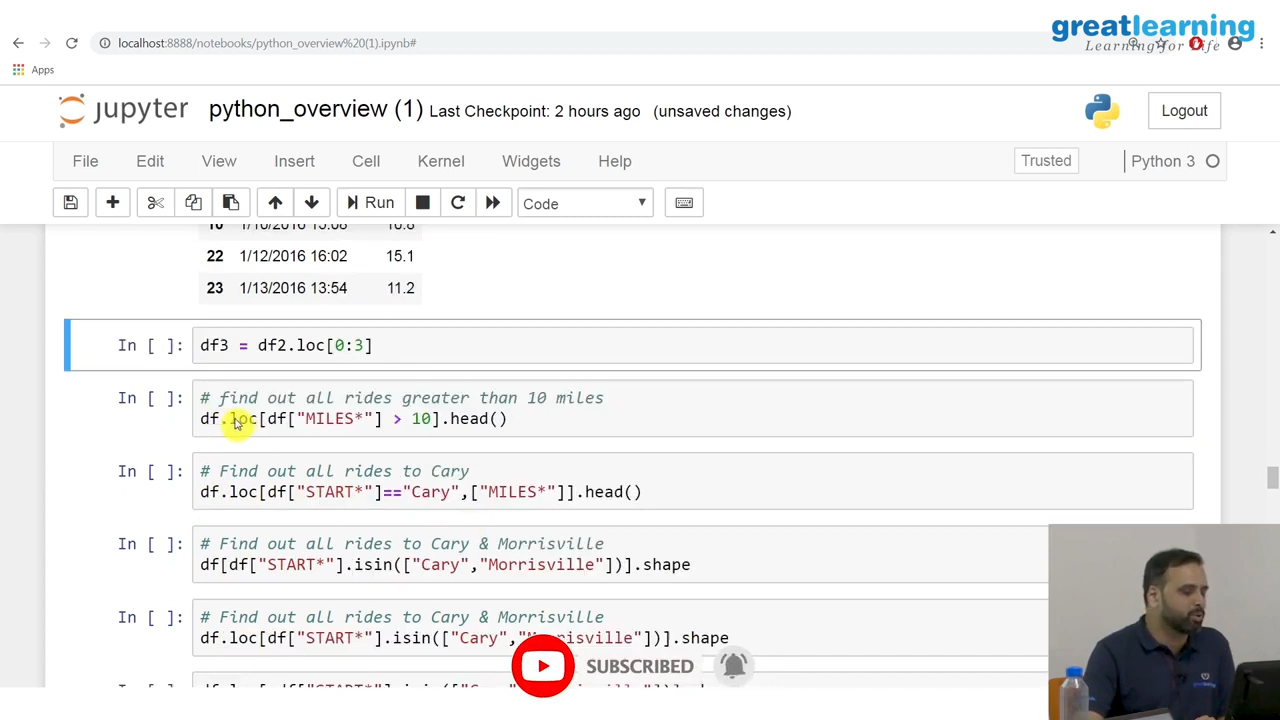 greatlearning
Learning for Life
localhost:8888/notebooks/python_overview%20(1).ipynb#
Apps
jupyter python_overview (1) Last Checkpoint: 2 hours ago (unsaved changes)
Logout
File Edit View Insert Cell Kernel Widgets Help
Trusted
Python 3
Run
Code
22 1/12/2016 16:02 15.1
23 1/13/2016 13:54 11.2
In [ ]: df3 = df2.loc[0:3]
In [ ]: # find out all rides greater than 10 miles
df.loc[df["MILES*"] > 10].head()
In [ ]: # Find out all rides to Cary
df.loc[df["START*"]=="Cary",["MILES*"]].head()
In [ ]: # Find out all rides to Cary & Morrisville
df[df["START*"].isin(["Cary","Morrisville"])].shape
In [ ]: # Find out all rides to Cary & Morrisville
df.loc[df["START*"].isin(["Cary","Morrisville"])].shape
SUBSCRIBED